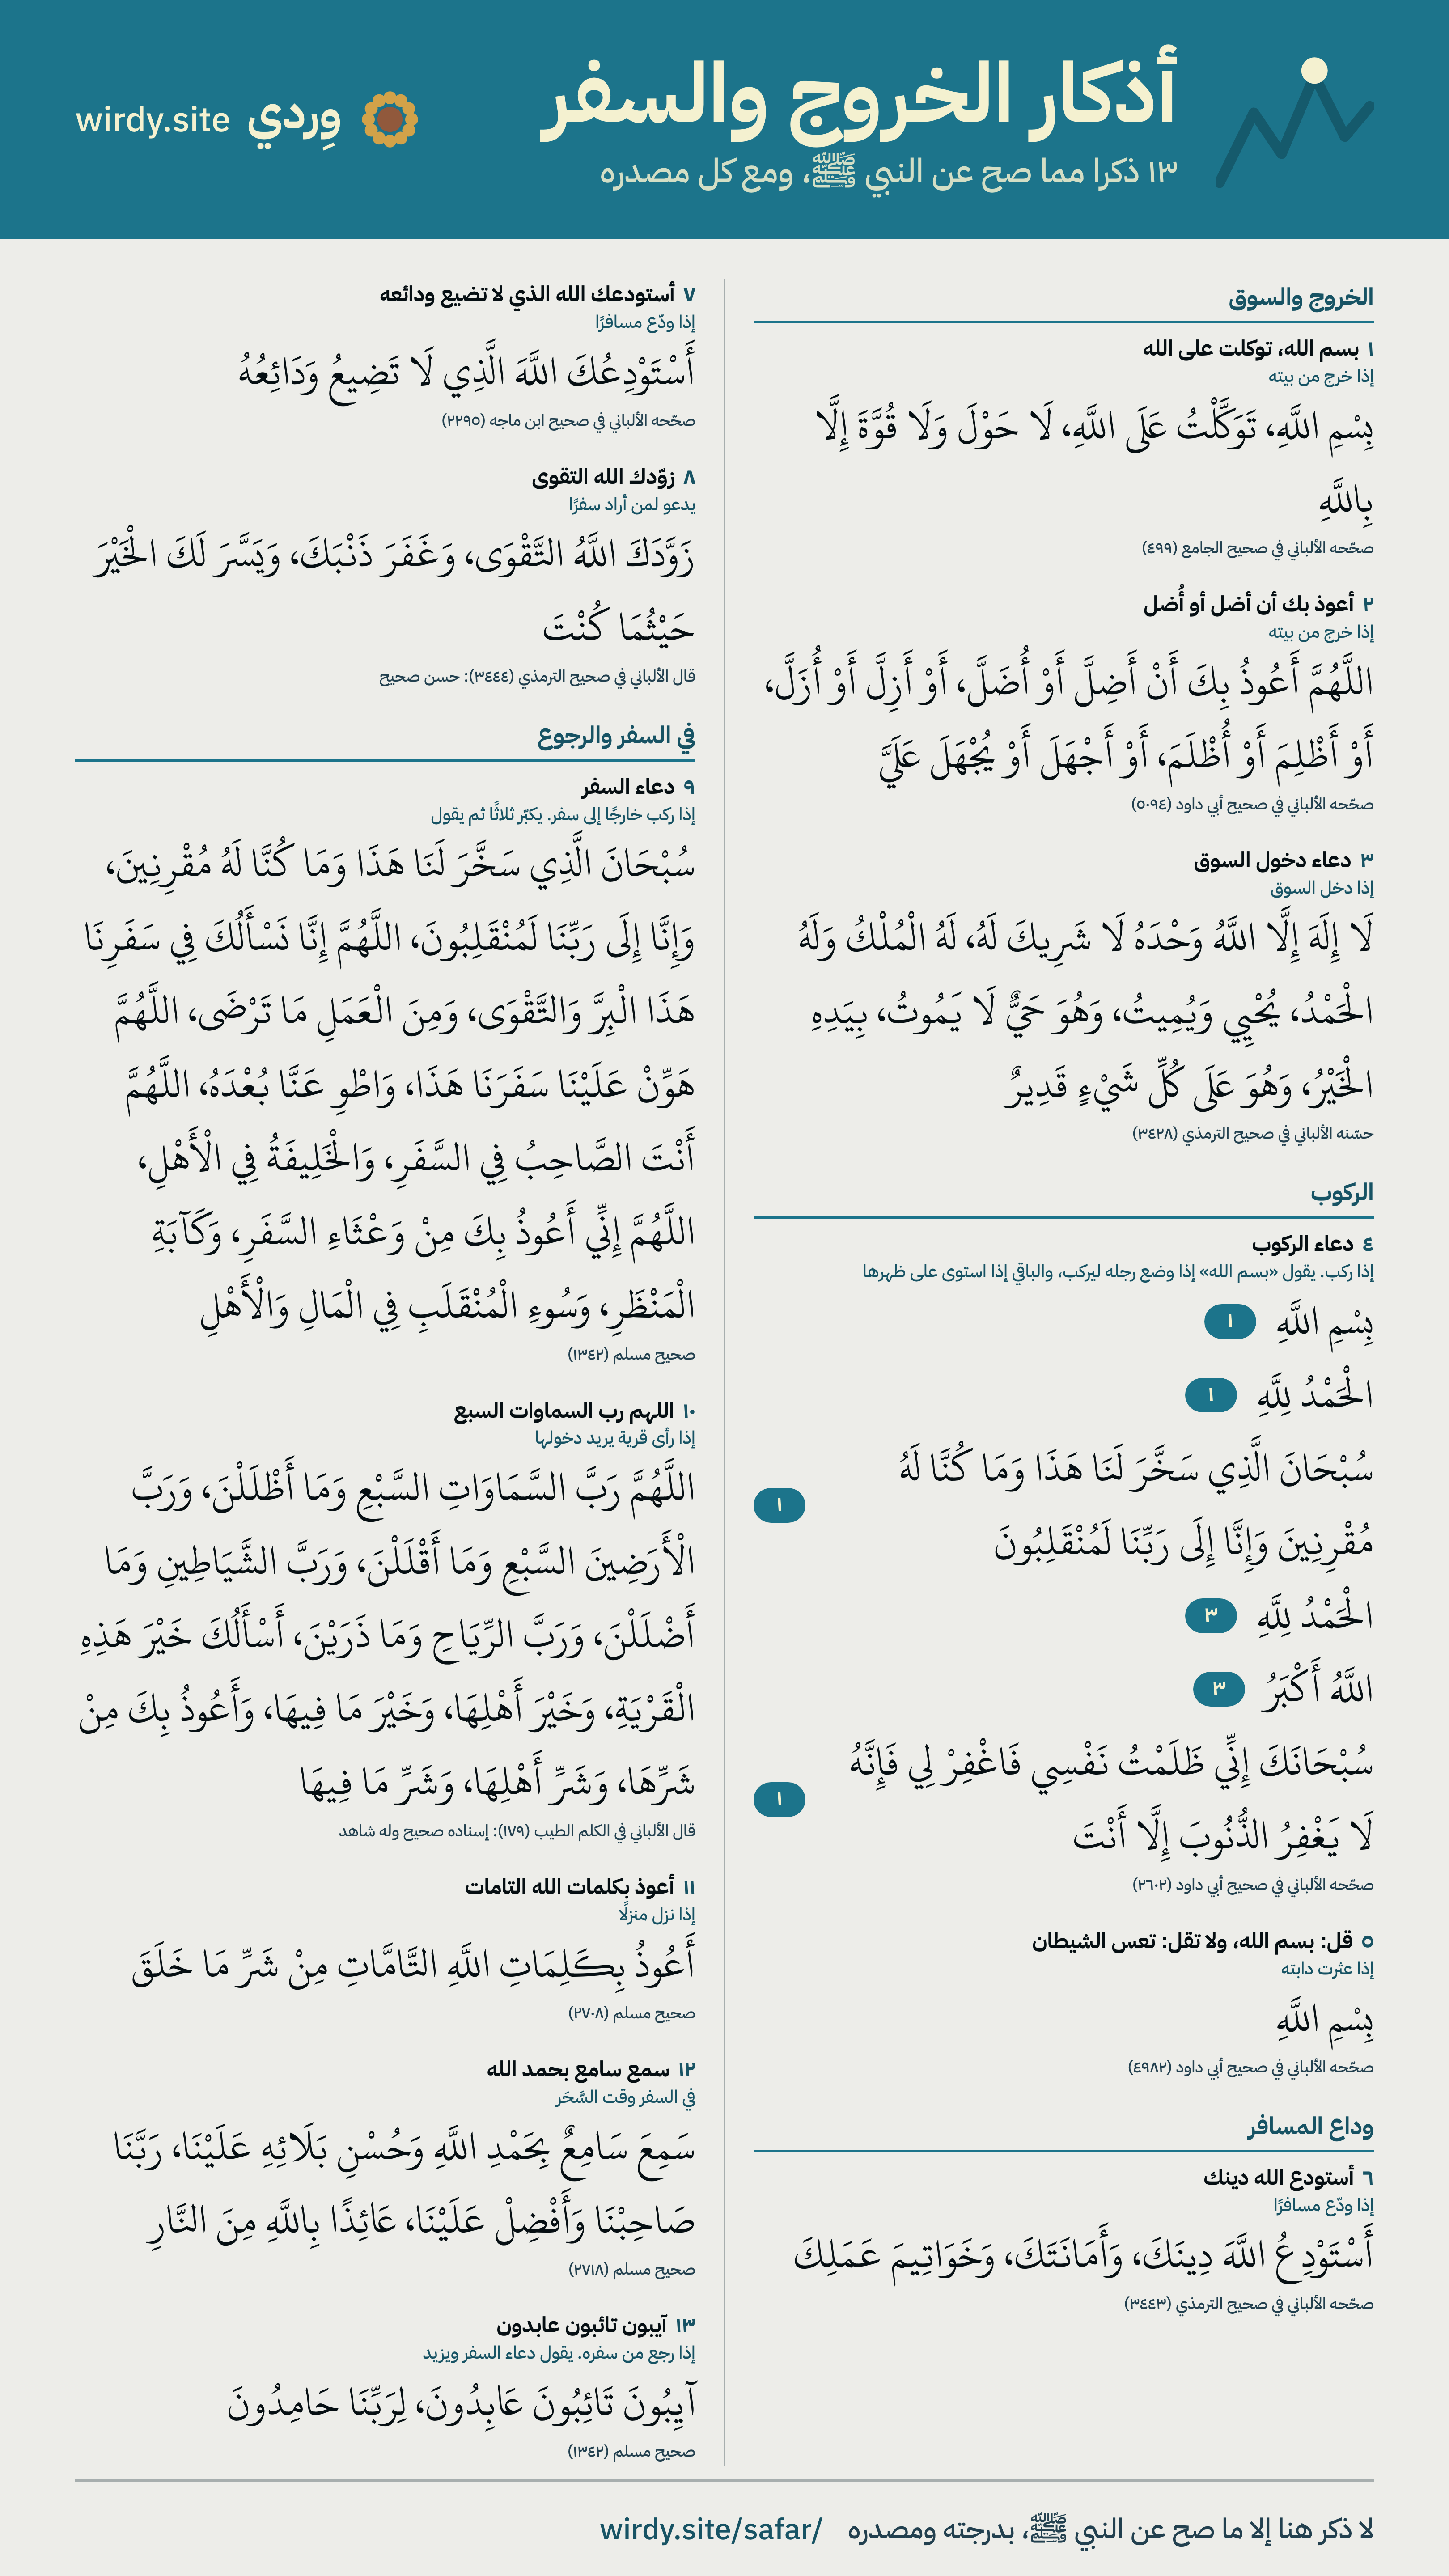 أذكار الخروج والسفر
١٣ ذكرا مما صح عن النبي ﷺ، ومع كل مصدره
وِردي wirdy.site
الخروج والسوق
١ بسم الله، توكلت على الله
إذا خرج من بيته
بِسْمِ اللَّهِ، تَوَكَّلْتُ عَلَى اللَّهِ، لَا حَوْلَ وَلَا قُوَّةَ إِلَّا
بِاللَّهِ
صحّحه الألباني في صحيح الجامع (٤٩٩)
٢ أعوذ بك أن أضل أو أُضل
إذا خرج من بيته
اللَّهُمَّ أَعُوذُ بِكَ أَنْ أَضِلَّ أَوْ أُضَلَّ، أَوْ أَزِلَّ أَوْ أُزَلَّ،
أَوْ أَظْلِمَ أَوْ أُظْلَمَ، أَوْ أَجْهَلَ أَوْ يُجْهَلَ عَلَيَّ
صحّحه الألباني في صحيح أبي داود (٥٠٩٤)
٣ دعاء دخول السوق
إذا دخل السوق
لَا إِلَهَ إِلَّا اللَّهُ وَحْدَهُ لَا شَرِيكَ لَهُ، لَهُ الْمُلْكُ وَلَهُ
الْحَمْدُ، يُحْيِي وَيُمِيتُ، وَهُوَ حَيٌّ لَا يَمُوتُ، بِيَدِهِ
الْخَيْرُ، وَهُوَ عَلَى كُلِّ شَيْءٍ قَدِيرٌ
حسّنه الألباني في صحيح الترمذي (٣٤٢٨)
الركوب
٤ دعاء الركوب
إذا ركب. يقول «بسم الله» إذا وضع رجله ليركب، والباقي إذا استوى على ظهرها
بِسْمِ اللَّهِ ١
الْحَمْدُ لِلَّهِ ١
سُبْحَانَ الَّذِي سَخَّرَ لَنَا هَذَا وَمَا كُنَّا لَهُ
مُقْرِنِينَ وَإِنَّا إِلَى رَبِّنَا لَمُنْقَلِبُونَ ١
الْحَمْدُ لِلَّهِ ٣
اللَّهُ أَكْبَرُ ٣
سُبْحَانَكَ إِنِّي ظَلَمْتُ نَفْسِي فَاغْفِرْ لِي فَإِنَّهُ
لَا يَغْفِرُ الذُّنُوبَ إِلَّا أَنْتَ ١
صحّحه الألباني في صحيح أبي داود (٢٦٠٢)
٥ قل: بسم الله، ولا تقل: تعس الشيطان
إذا عثرت دابته
بِسْمِ اللَّهِ
صحّحه الألباني في صحيح أبي داود (٤٩٨٢)
وداع المسافر
٦ أستودع الله دينك
إذا ودّع مسافرًا
أَسْتَوْدِعُ اللَّهَ دِينَكَ، وَأَمَانَتَكَ، وَخَوَاتِيمَ عَمَلِكَ
صحّحه الألباني في صحيح الترمذي (٣٤٤٣)
٧ أستودعك الله الذي لا تضيع ودائعه
إذا ودّع مسافرًا
أَسْتَوْدِعُكَ اللَّهَ الَّذِي لَا تَضِيعُ وَدَائِعُهُ
صحّحه الألباني في صحيح ابن ماجه (٢٢٩٥)
٨ زوّدك الله التقوى
يدعو لمن أراد سفرًا
زَوَّدَكَ اللَّهُ التَّقْوَى، وَغَفَرَ ذَنْبَكَ، وَيَسَّرَ لَكَ الْخَيْرَ
حَيْثُمَا كُنْتَ
قال الألباني في صحيح الترمذي (٣٤٤٤): حسن صحيح
في السفر والرجوع
٩ دعاء السفر
إذا ركب خارجًا إلى سفر. يكبّر ثلاثًا ثم يقول
سُبْحَانَ الَّذِي سَخَّرَ لَنَا هَذَا وَمَا كُنَّا لَهُ مُقْرِنِينَ،
وَإِنَّا إِلَى رَبِّنَا لَمُنْقَلِبُونَ، اللَّهُمَّ إِنَّا نَسْأَلُكَ فِي سَفَرِنَا
هَذَا الْبِرَّ وَالتَّقْوَى، وَمِنَ الْعَمَلِ مَا تَرْضَى، اللَّهُمَّ
هَوِّنْ عَلَيْنَا سَفَرَنَا هَذَا، وَاطْوِ عَنَّا بُعْدَهُ، اللَّهُمَّ
أَنْتَ الصَّاحِبُ فِي السَّفَرِ، وَالْخَلِيفَةُ فِي الْأَهْلِ،
اللَّهُمَّ إِنِّي أَعُوذُ بِكَ مِنْ وَعْثَاءِ السَّفَرِ، وَكَآبَةِ
الْمَنْظَرِ، وَسُوءِ الْمُنْقَلَبِ فِي الْمَالِ وَالْأَهْلِ
صحيح مسلم (١٣٤٢)
١٠ اللهم رب السماوات السبع
إذا رأى قرية يريد دخولها
اللَّهُمَّ رَبَّ السَّمَاوَاتِ السَّبْعِ وَمَا أَظْلَلْنَ، وَرَبَّ
الْأَرَضِينَ السَّبْعِ وَمَا أَقْلَلْنَ، وَرَبَّ الشَّيَاطِينِ وَمَا
أَضْلَلْنَ، وَرَبَّ الرِّيَاحِ وَمَا ذَرَيْنَ، أَسْأَلُكَ خَيْرَ هَذِهِ
الْقَرْيَةِ، وَخَيْرَ أَهْلِهَا، وَخَيْرَ مَا فِيهَا، وَأَعُوذُ بِكَ مِنْ
شَرِّهَا، وَشَرِّ أَهْلِهَا، وَشَرِّ مَا فِيهَا
قال الألباني في الكلم الطيب (١٧٩): إسناده صحيح وله شاهد
١١ أعوذ بكلمات الله التامات
إذا نزل منزلًا
أَعُوذُ بِكَلِمَاتِ اللَّهِ التَّامَّاتِ مِنْ شَرِّ مَا خَلَقَ
صحيح مسلم (٢٧٠٨)
١٢ سمع سامع بحمد الله
في السفر وقت السَّحَر
سَمِعَ سَامِعٌ بِحَمْدِ اللَّهِ وَحُسْنِ بَلَائِهِ عَلَيْنَا، رَبَّنَا
صَاحِبْنَا وَأَفْضِلْ عَلَيْنَا، عَائِذًا بِاللَّهِ مِنَ النَّارِ
صحيح مسلم (٢٧١٨)
١٣ آيبون تائبون عابدون
إذا رجع من سفره. يقول دعاء السفر ويزيد
آيِبُونَ تَائِبُونَ عَابِدُونَ، لِرَبِّنَا حَامِدُونَ
صحيح مسلم (١٣٤٢)
لا ذكر هنا إلا ما صح عن النبي ﷺ، بدرجته ومصدره wirdy.site/safar/